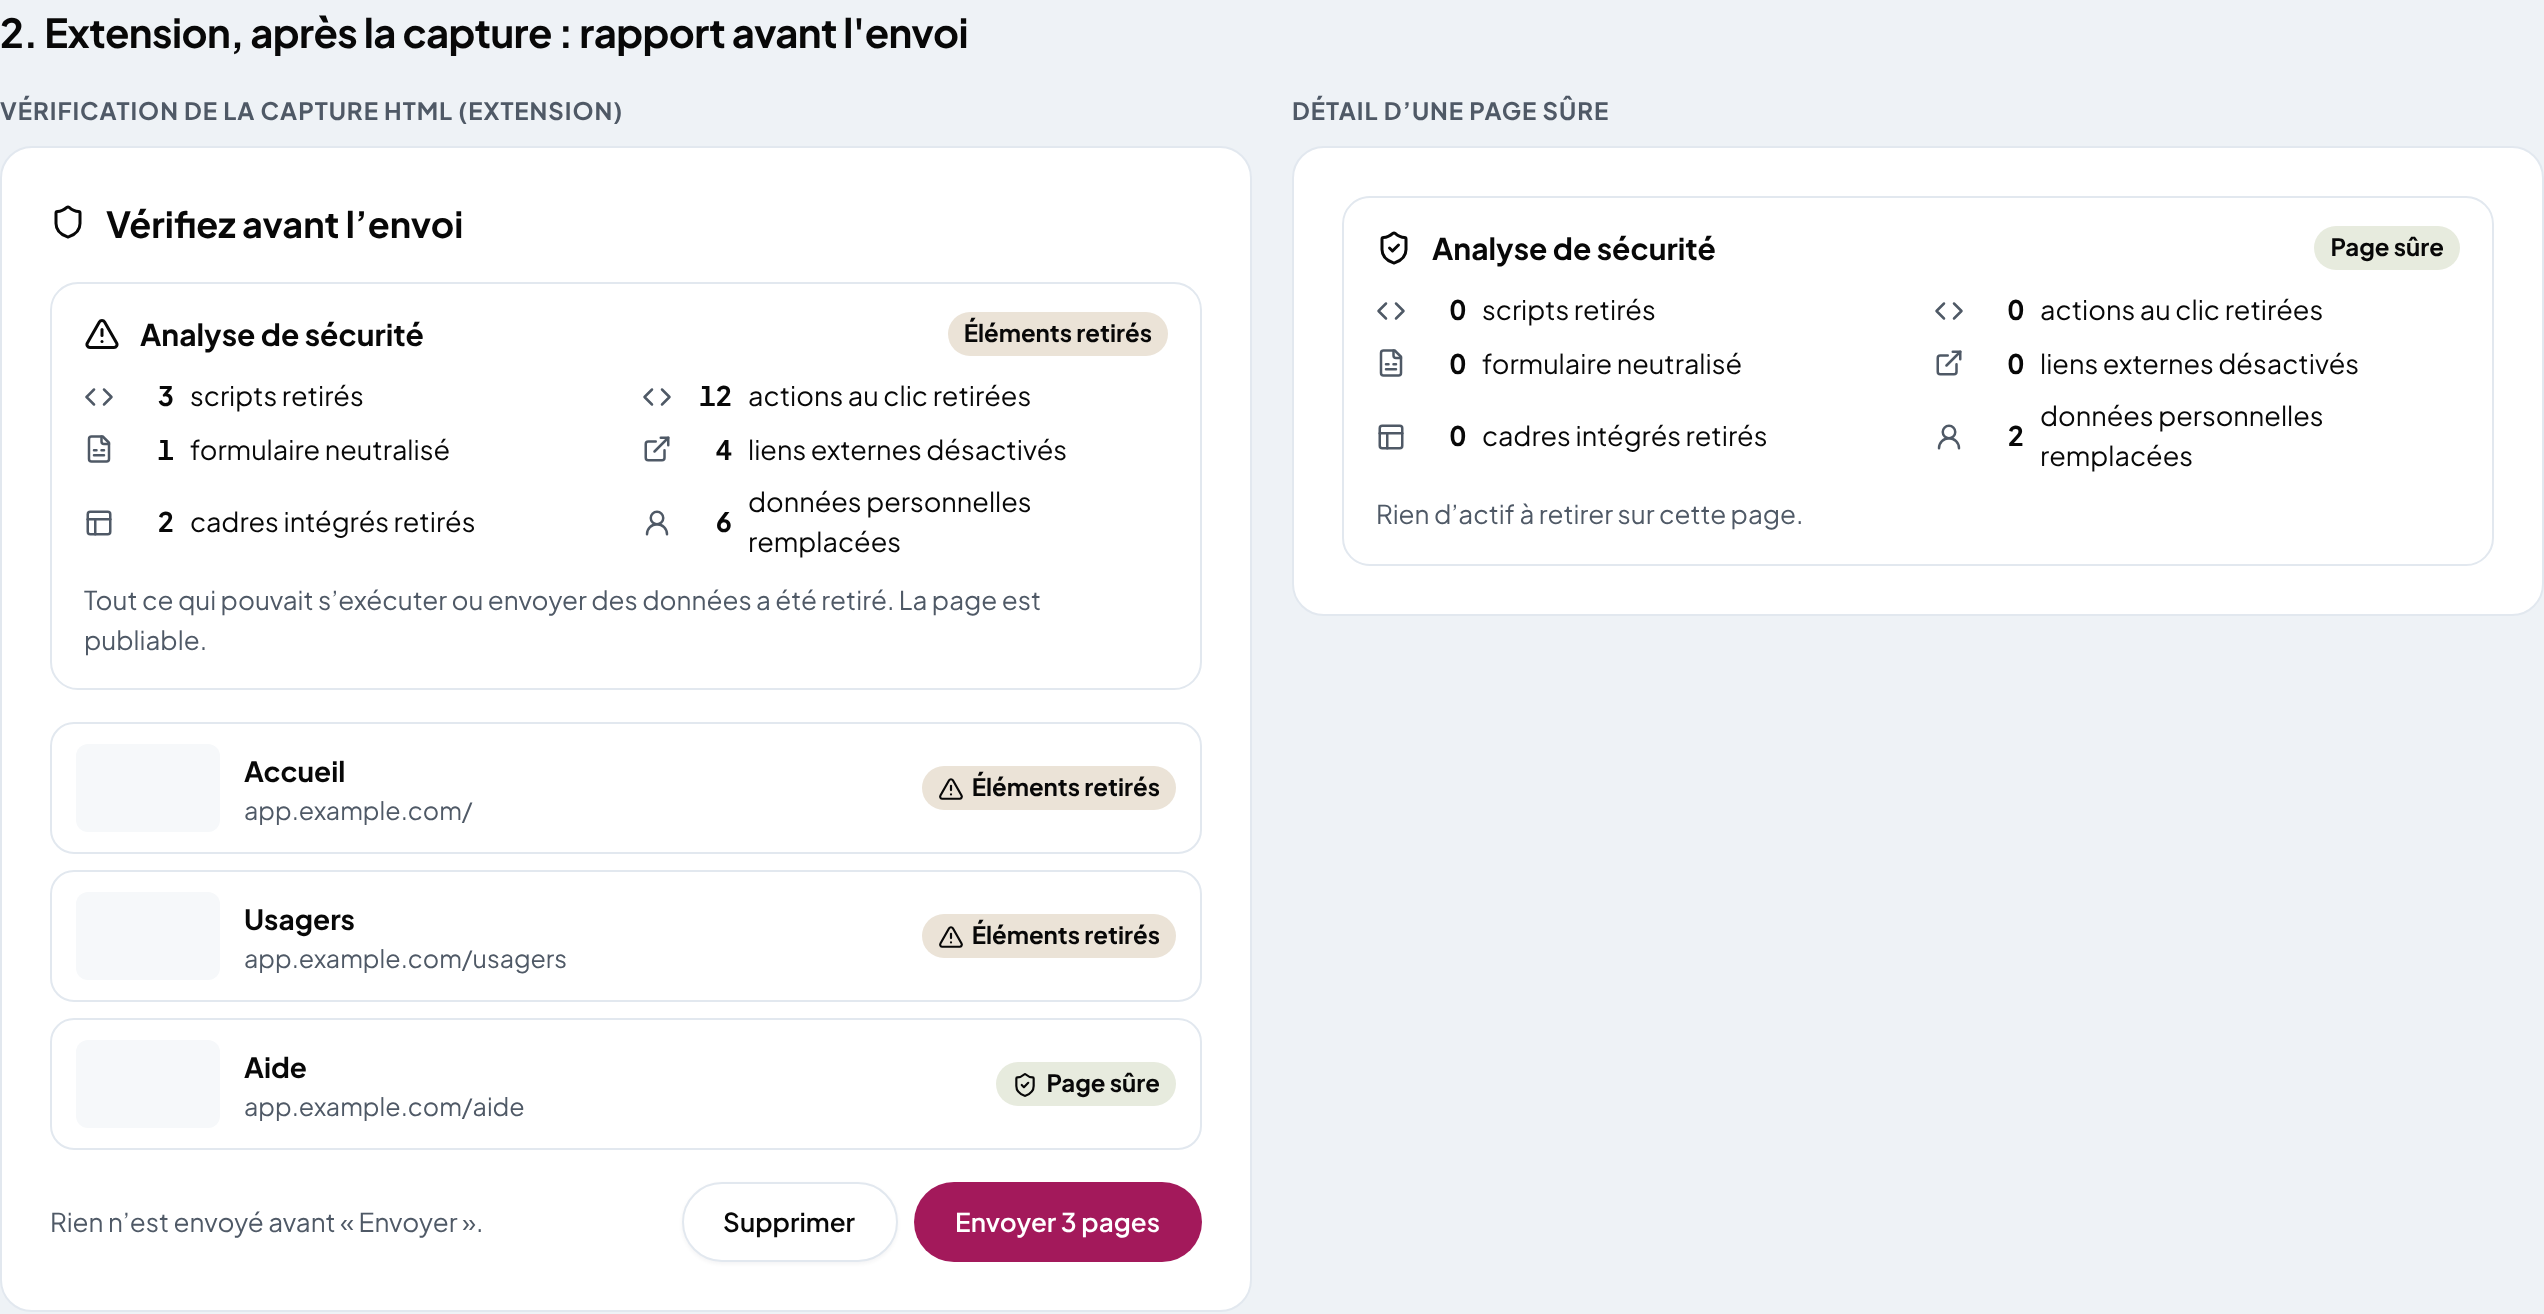 2. Extension, après la capture : rapport avant l'envoi
VÉRIFICATION DE LA CAPTURE HTML (EXTENSION)
Vérifiez avant l’envoi
Analyse de sécurité
Éléments retirés
3 scripts retirés
12 actions au clic retirées
1 formulaire neutralisé
4 liens externes désactivés
2 cadres intégrés retirés
6 données personnelles
remplacées
Tout ce qui pouvait s’exécuter ou envoyer des données a été retiré. La page est
publiable.
Accueil
app.example.com/
Éléments retirés
Usagers
app.example.com/usagers
Éléments retirés
Aide
app.example.com/aide
Page sûre
Rien n’est envoyé avant « Envoyer ».
Supprimer
Envoyer 3 pages
DÉTAIL D’UNE PAGE SÛRE
Analyse de sécurité
Page sûre
0 scripts retirés
0 actions au clic retirées
0 formulaire neutralisé
0 liens externes désactivés
0 cadres intégrés retirés
2 données personnelles
remplacées
Rien d’actif à retirer sur cette page.